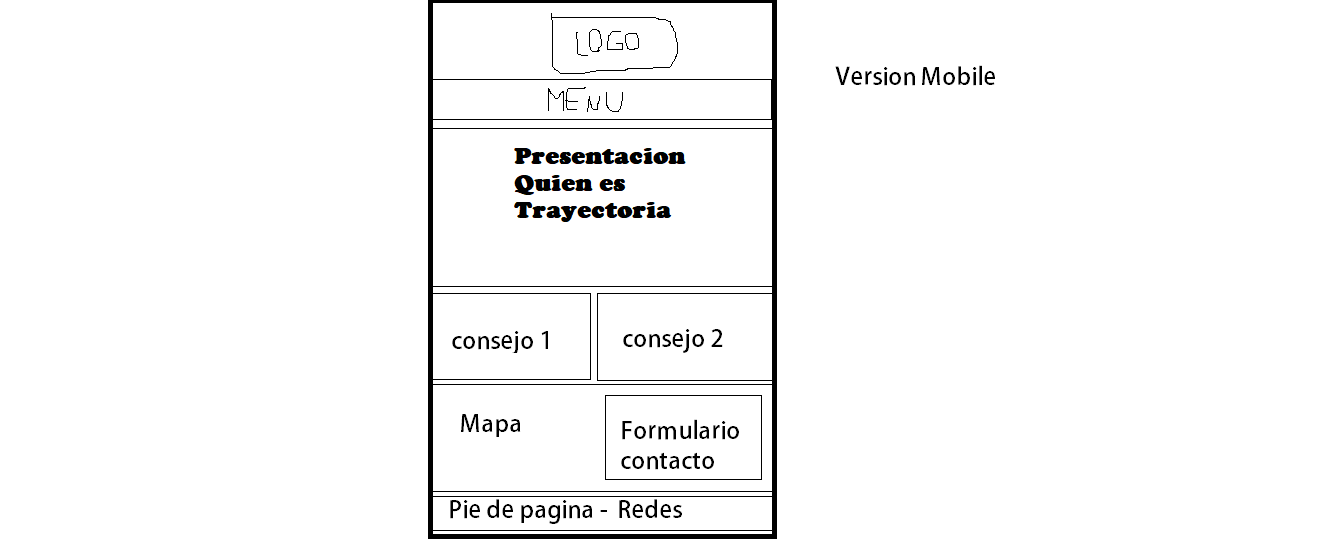 LOGO
Version Mobile
MENU
Presentacion
Quien es
Trayectoria
consejo 1
consejo 2
Mapa
Formulario
contacto
Pie de pagina - Redes